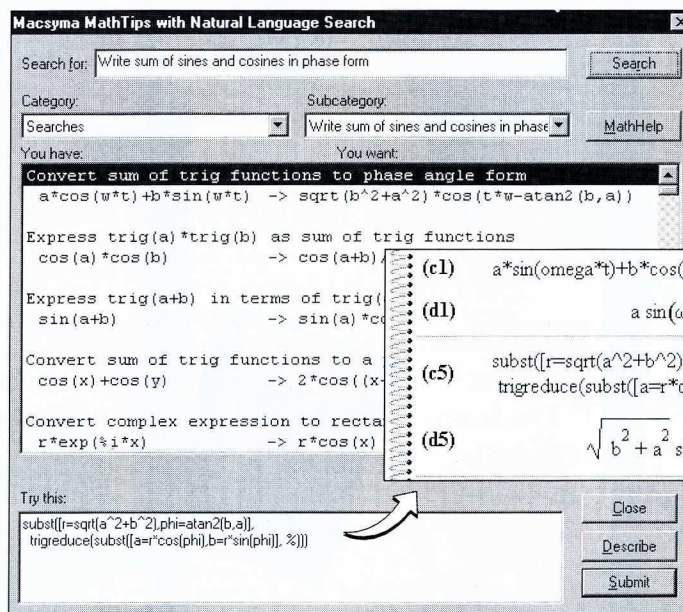 Macsyma MathTips with Natural Language Search
Search for: Write sum of sines and cosines in phase form
Search
Category:
Subcategory:
Searches
Write sum of sines and cosines in phase
MathHelp
You have:
You want:
Convert sum of trig functions to phase angle form
a*cos(w*t)+b*sin(w*t) -> sqrt(b^2+a^2)*cos(t*w-atan2(b,a))
Express trig(a)*trig(b) as sum of trig functions
cos(a)*cos(b) -> cos(a+b)/
Express trig(a+b) in terms of trig(
sin(a+b) -> sin(a)*co
Convert sum of trig functions to a
cos(x)+cos(y) -> 2*cos((x-
Convert complex expression to recta
r*exp(%i*x) -> r*cos(x)
(c1) a*sin(omega*t)+b*cos(
(d1) a sin(ω
(c5) subst([r=sqrt(a^2+b^2)
trigreduce(subst([a=r*c
(d5) √ b^2 + a^2 s
Try this:
subst([r=sqrt(a^2+b^2),phi=atan2(b,a)],
trigreduce(subst([a=r*cos(phi),b=r*sin(phi)], %)))
Close
Describe
Submit